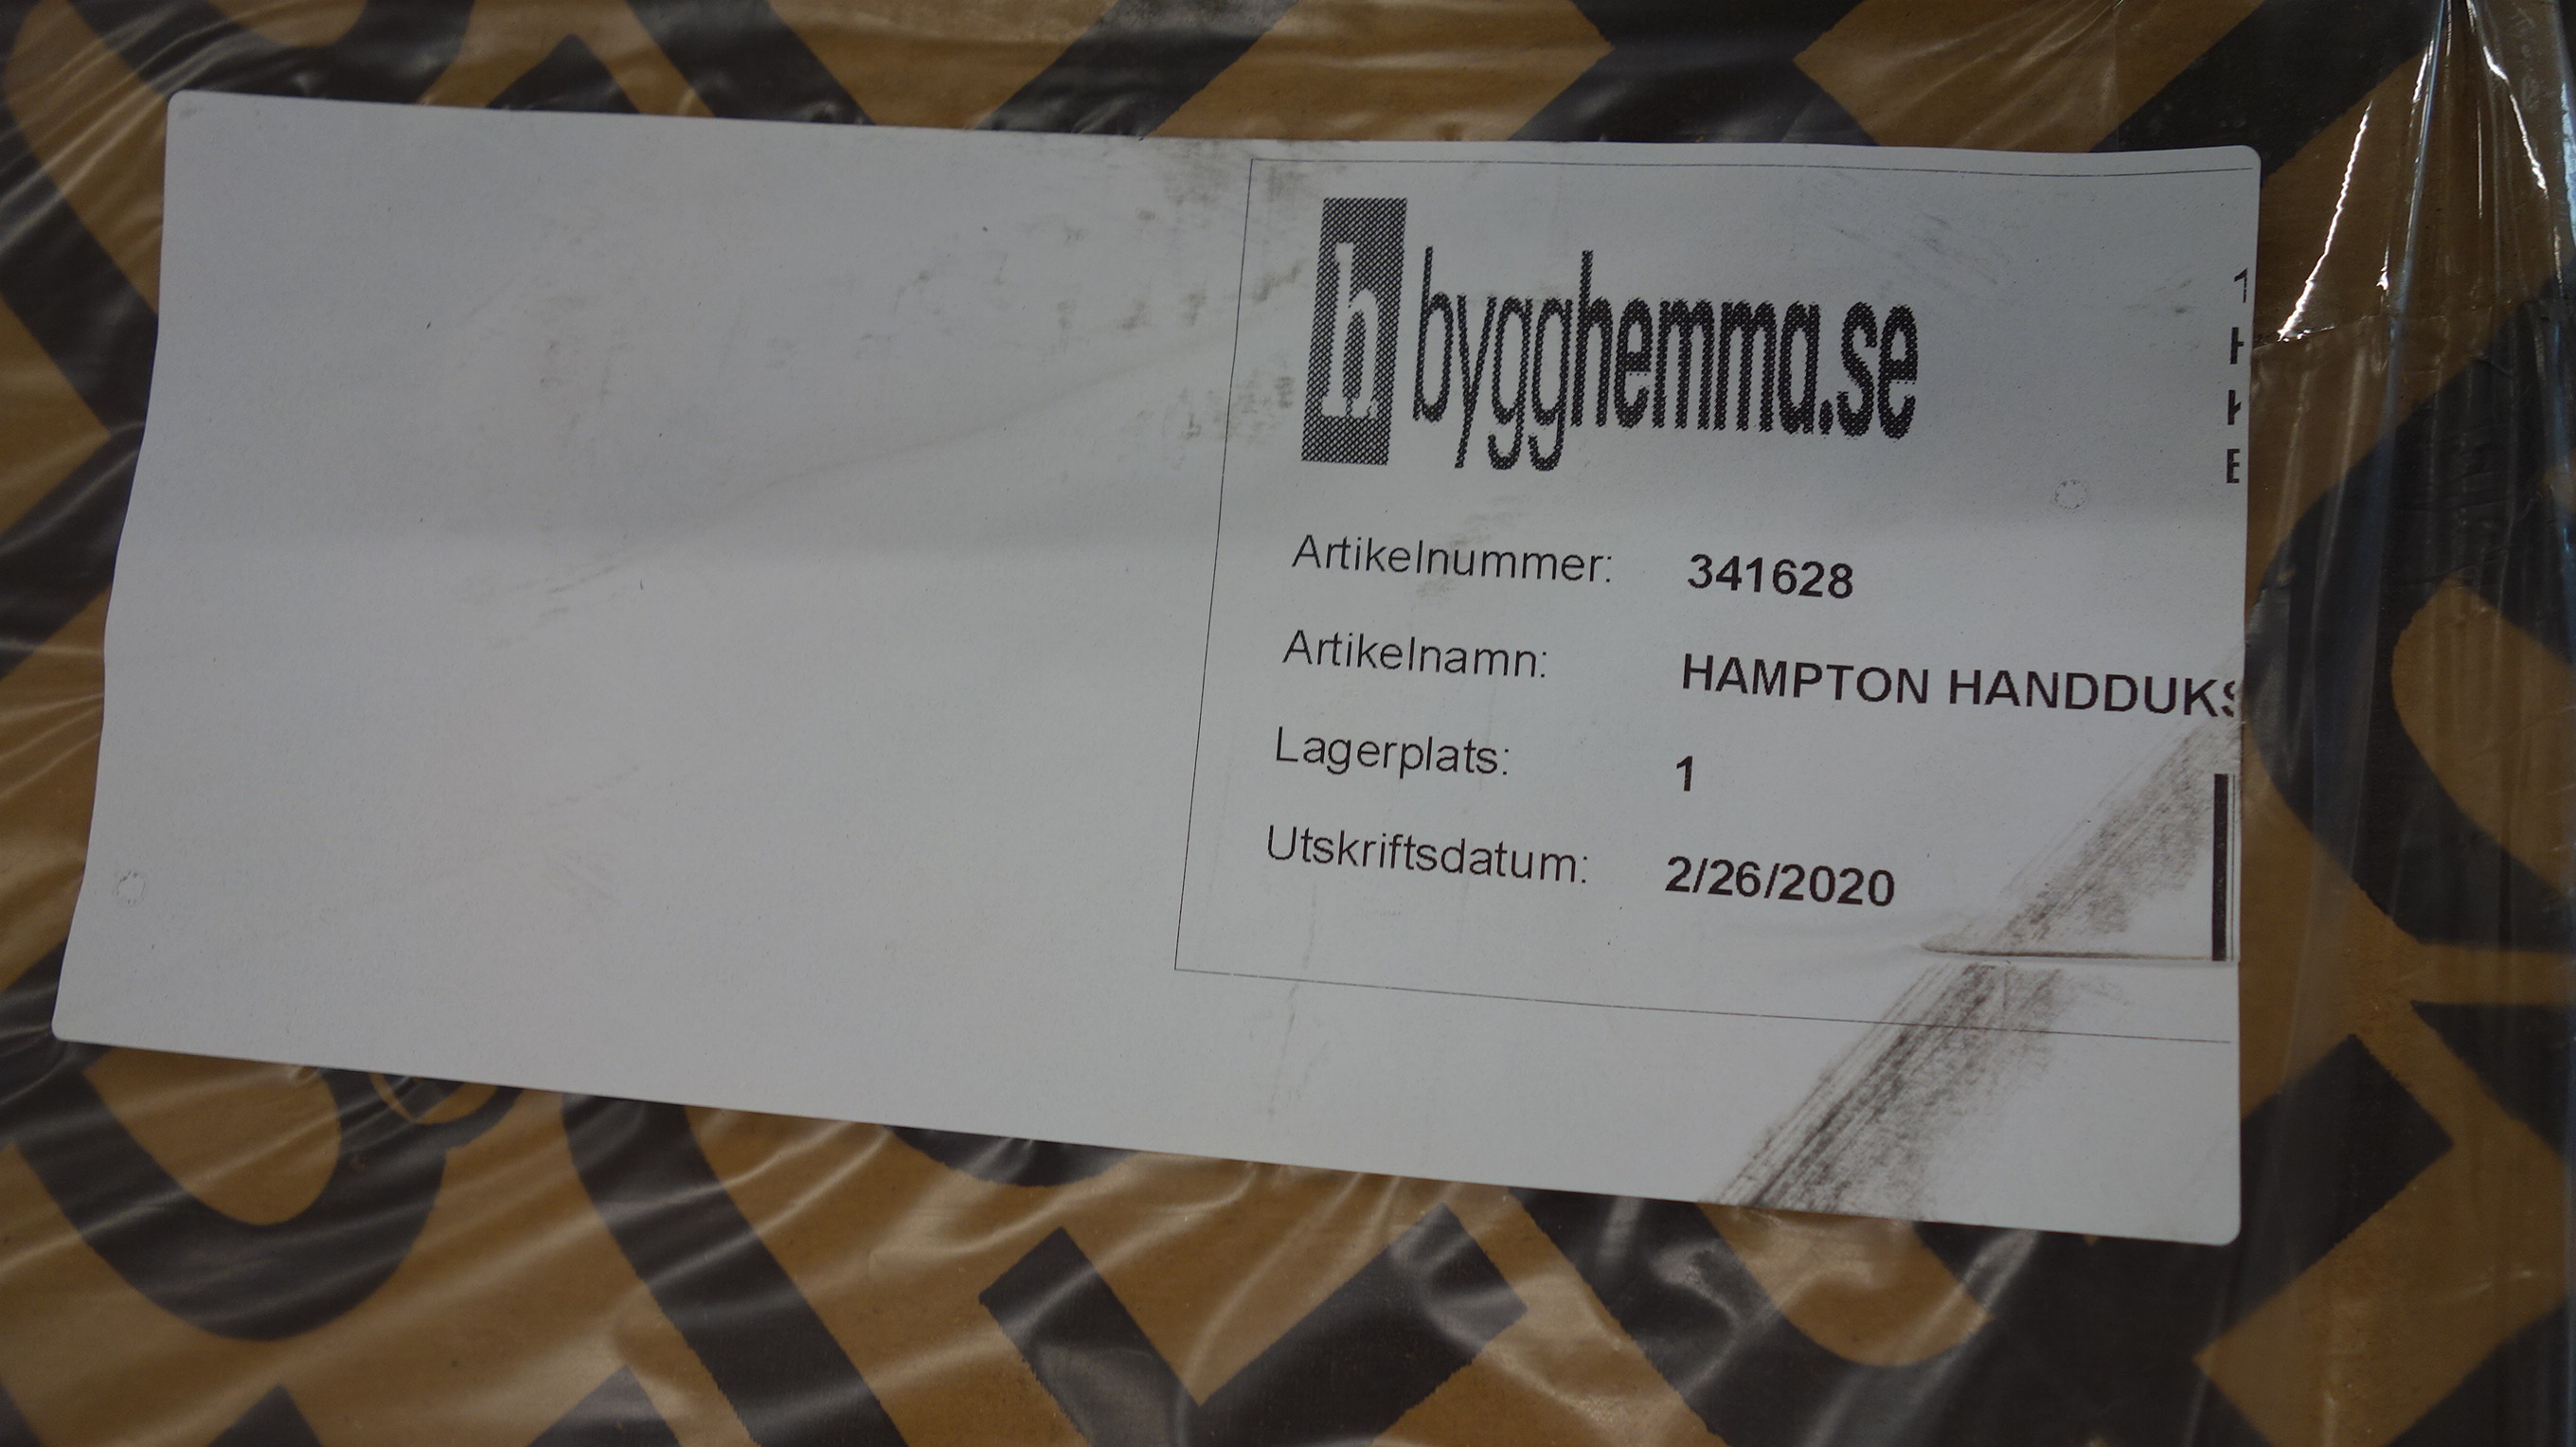 h bygghemma.se
Artikelnummer: 341628
Artikelnamn: HAMPTON HANDDUKS
Lagerplats: 1
Utskriftsdatum: 2/26/2020